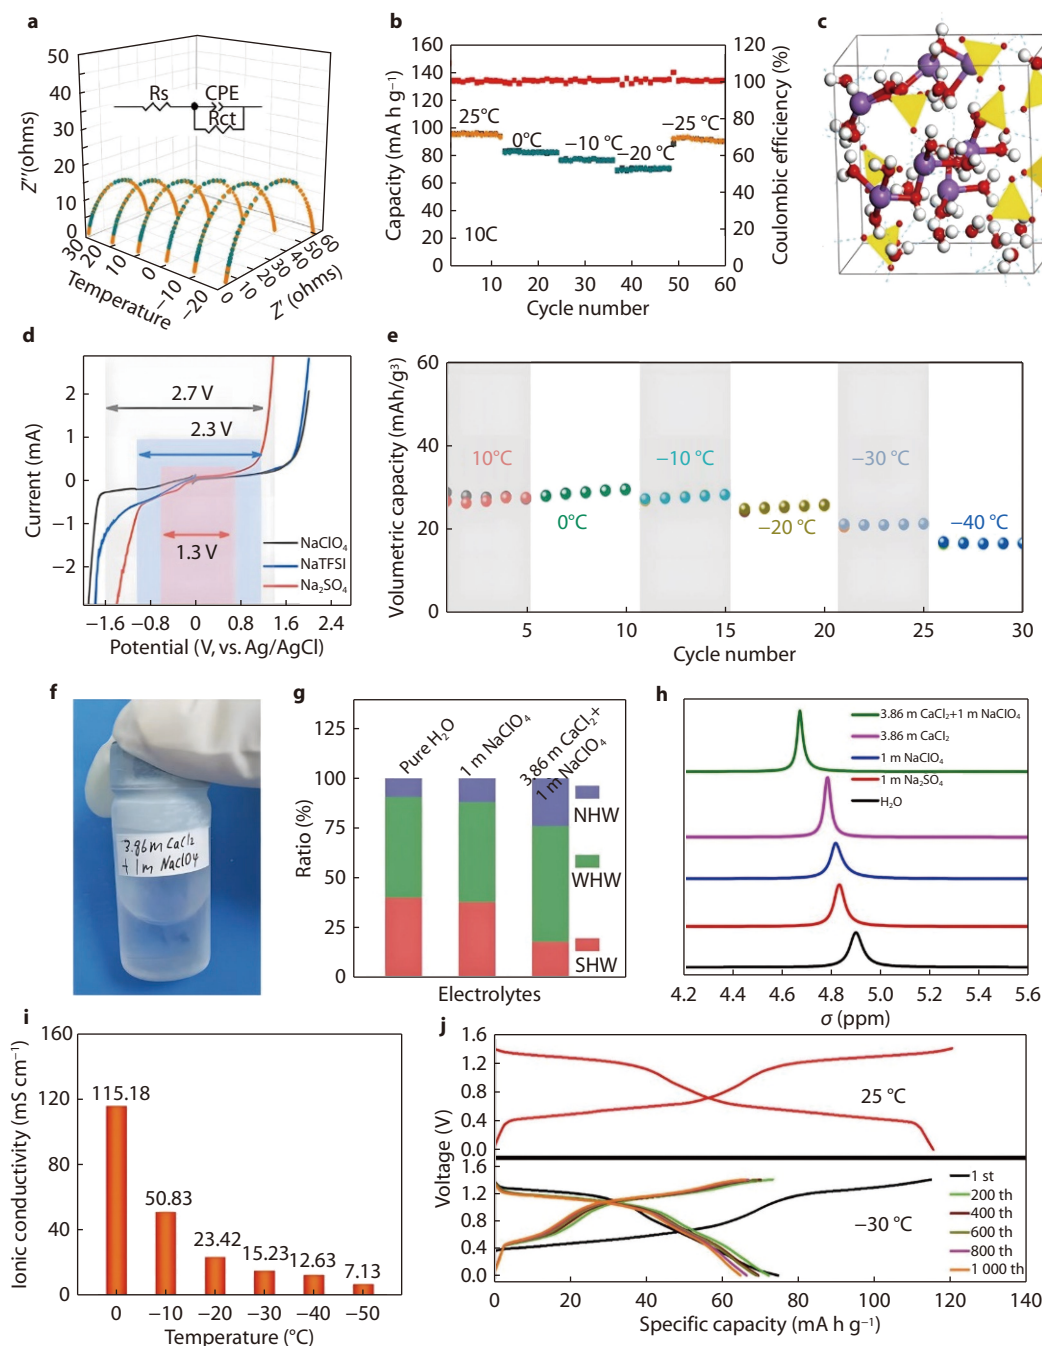 a
50
40
30
20
10
0
Z″(ohms)
Rs
CPE
Rct
30
20
10
0
−10
−20
Temperature
0
10
20
30
40
50
60
Z′ (ohms)
b
160
140
120
100
80
60
40
20
0
Capacity (mA h g⁻¹)
120
100
80
60
40
20
0
Coulombic efficiency (%)
25°C
0°C
−10 °C
−20 °C
−25 °C
10C
10 20 30 40 50 60
Cycle number
c
d
2
1
0
−1
−2
Current (mA)
2.7 V
2.3 V
1.3 V
NaClO₄
NaTFSI
Na₂SO₄
−1.6 −0.8 0 0.8 1.6 2.4
Potential (V, vs. Ag/AgCl)
e
60
40
20
0
Volumetric capacity (mAh/g³)
10°C
0°C
−10 °C
−20 °C
−30 °C
−40 °C
5 10 15 20 25 30
Cycle number
f
3.86m CaCl₂
+ 1m NaClO4
g
125
100
75
50
25
0
Ratio (%)
Pure H₂O
1 m NaClO₄
3.86 m CaCl₂+
1 m NaClO₄
NHW
WHW
SHW
Electrolytes
h
3.86 m CaCl₂+1 m NaClO₄
3.86 m CaCl₂
1 m NaClO₄
1 m Na₂SO₄
H₂O
4.2 4.4 4.6 4.8 5.0 5.2 5.4 5.6
σ (ppm)
i
160
120
80
40
0
Ionic conductivity (mS cm⁻¹)
115.18
50.83
23.42
15.23
12.63
7.13
0 −10 −20 −30 −40 −50
Temperature (°C)
j
1.6
1.2
0.8
0.4
0.0
1.6
1.2
0.8
0.4
0.0
Voltage (V)
25 °C
−30 °C
1 st
200 th
400 th
600 th
800 th
1 000 th
0 20 40 60 80 100 120 140
Specific capacity (mA h g⁻¹)